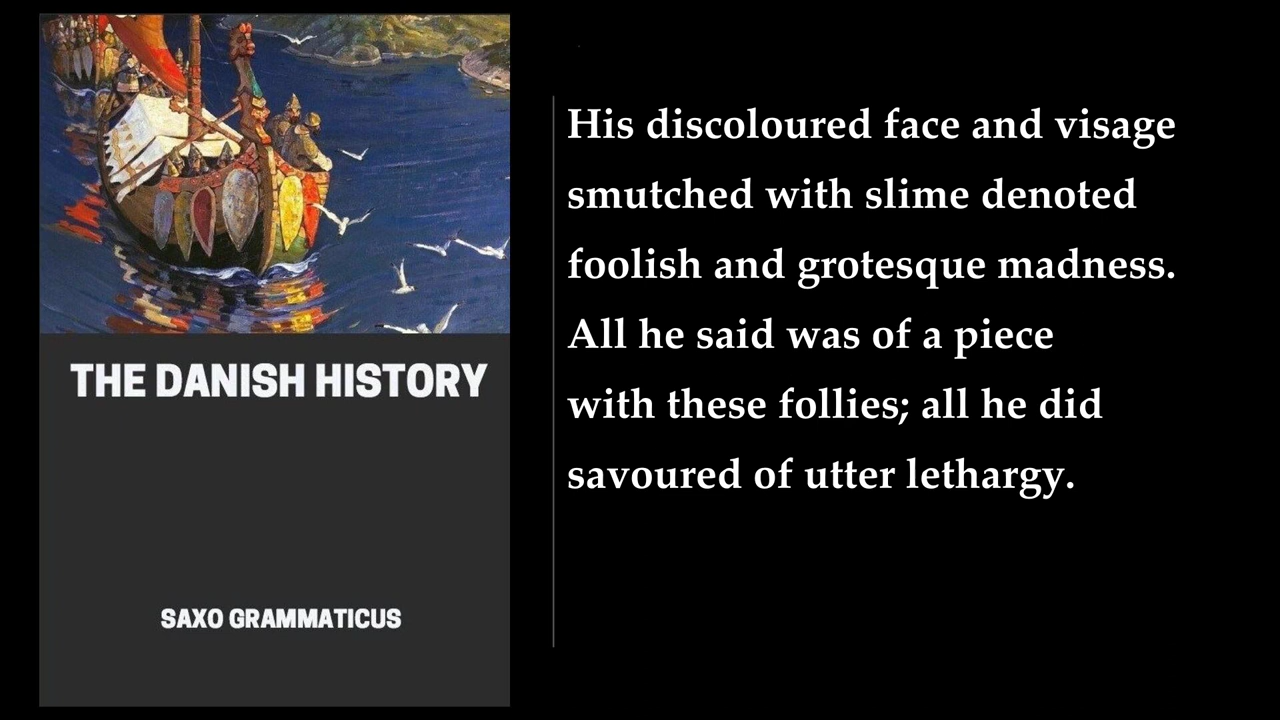 THE DANISH HISTORY
SAXO GRAMMATICUS
His discoloured face and visage
smutched with slime denoted
foolish and grotesque madness.
All he said was of a piece
with these follies; all he did
savoured of utter lethargy.